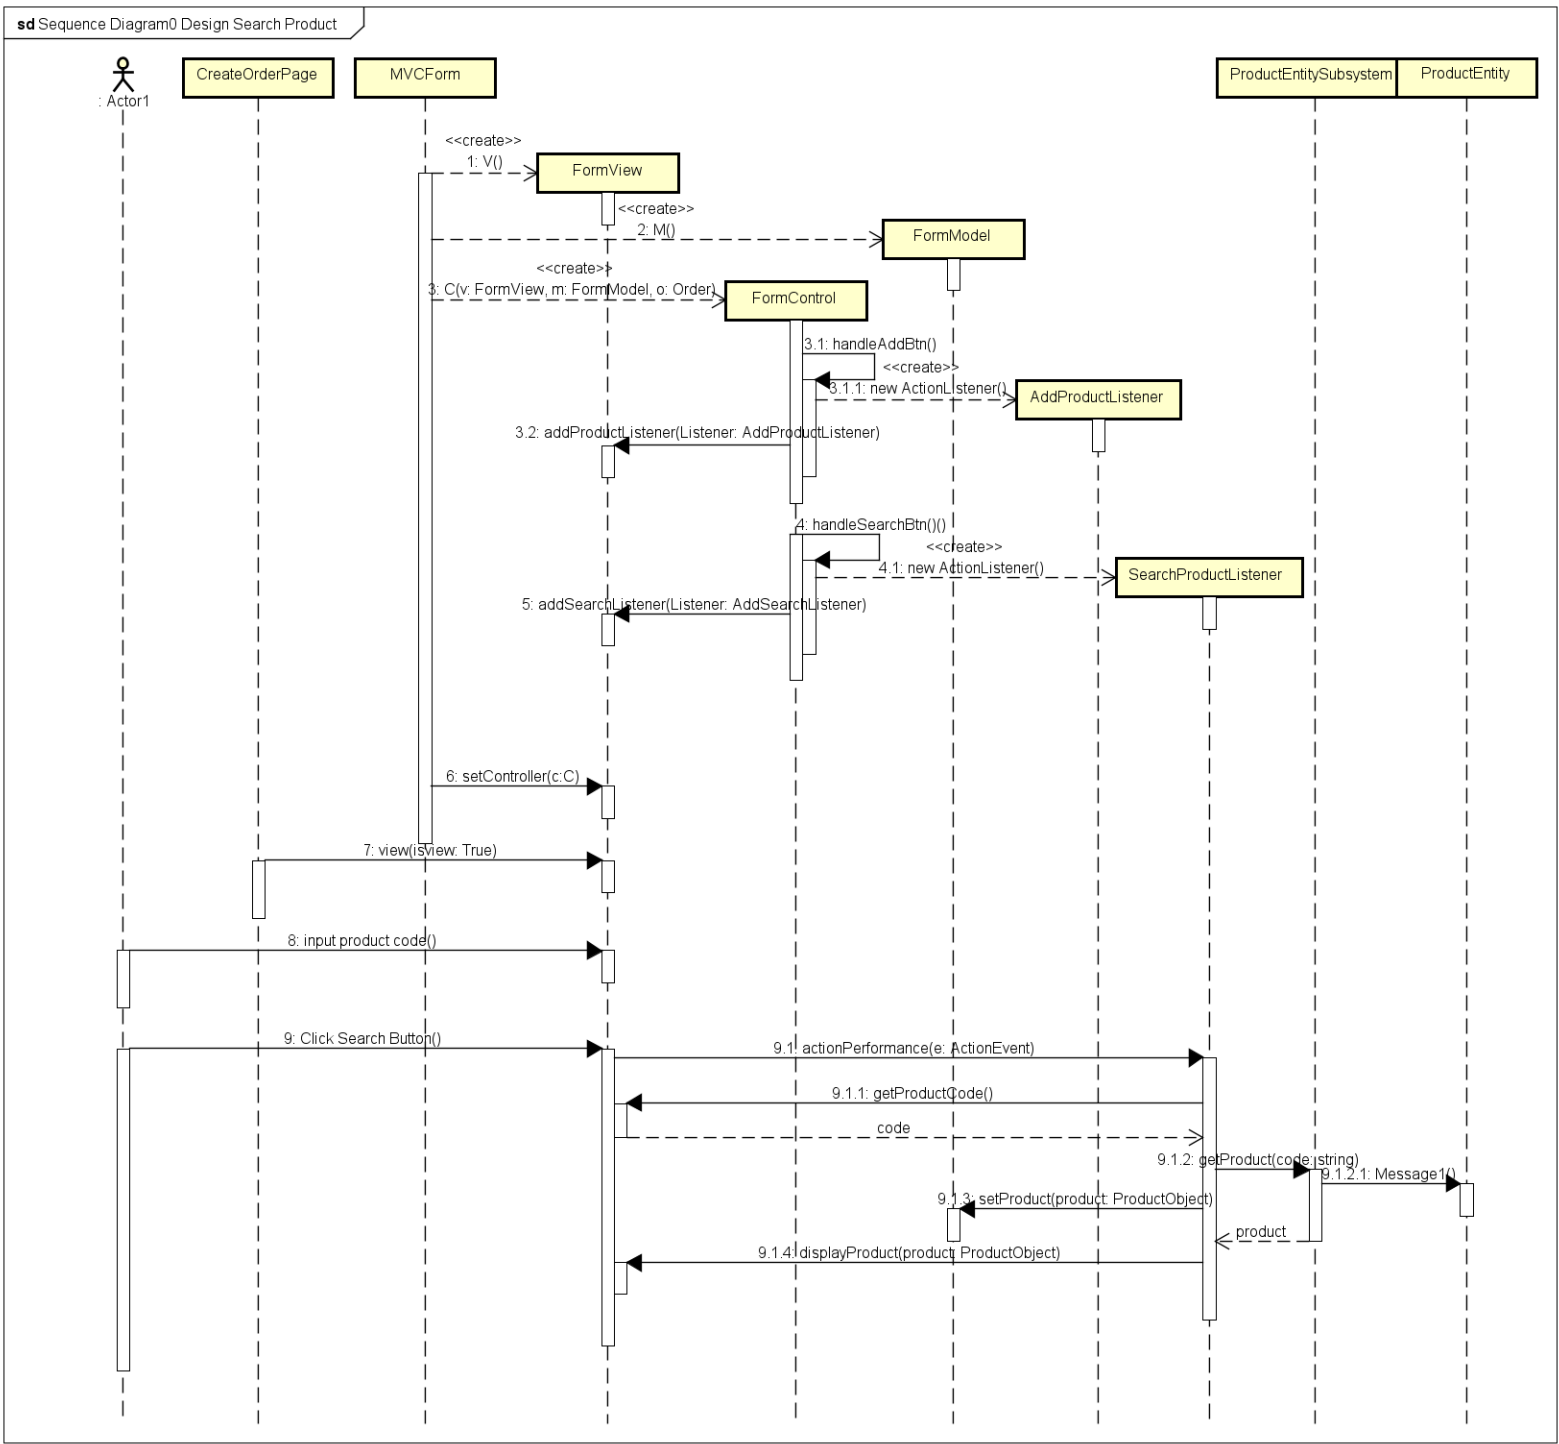 sd Sequence Diagram0 Design Search Product
: Actor1
CreateOrderPage
MVCForm
ProductEntitySubsystem
ProductEntity
<<create>>
1: V()
FormView
<<create>>
2: M()
FormModel
<<create>>
3: C(v: FormView, m: FormModel, o: Order)
FormControl
3.1: handleAddBtn()
<<create>>
3.1.1: new ActionListener()
AddProductListener
3.2: addProductListener(Listener: AddProductListener)
4: handleSearchBtn()()
<<create>>
4.1: new ActionListener()
SearchProductListener
5: addSearchListener(Listener: AddSearchListener)
6: setController(c:C)
7: view(isview: True)
8: input product code()
9: Click Search Button()
9.1: actionPerformance(e: ActionEvent)
9.1.1: getProductCode()
code
9.1.2: getProduct(code: string)
9.1.2.1: Message1()
9.1.3: setProduct(product: ProductObject)
product
9.1.4: displayProduct(product: ProductObject)